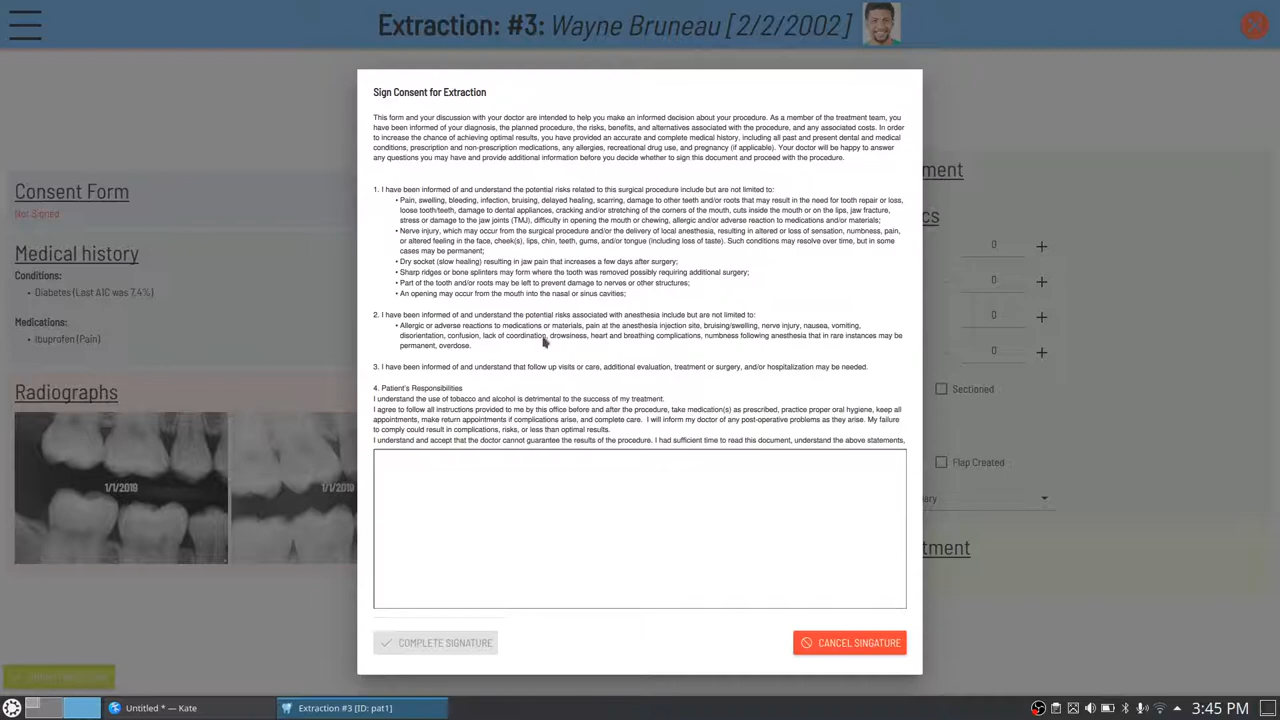 Extraction: #3: Wayne Bruneau [2/2/2002]
Sign Consent for Extraction
This form and your discussion with your doctor are intended to help you make an informed decision about your procedure. As a member of the treatment team, you
have been informed of your diagnosis, the planned procedure, the risks, benefits, and alternatives associated with the procedure, and any associated costs. In order
to increase the chance of achieving optimal results, you have provided an accurate and complete medical history, including all past and present dental and medical
conditions, prescription and non-prescription medications, any allergies, recreational drug use, and pregnancy (if applicable). Your doctor will be happy to answer
any questions you may have and provide additional information before you decide whether to sign this document and proceed with the procedure.
1. I have been informed of and understand the potential risks related to this surgical procedure include but are not limited to:
• Pain, swelling, bleeding, infection, bruising, delayed healing, scarring, damage to other teeth and/or roots that may result in the need for tooth repair or loss,
loose tooth/teeth, damage to dental appliances, cracking and/or stretching of the corners of the mouth, cuts inside the mouth or on the lips, jaw fracture,
stress or damage to the jaw joints (TMJ), difficulty in opening the mouth or chewing, allergic and/or adverse reaction to medications and/or materials;
• Nerve injury, which may occur from the surgical procedure and/or the delivery of local anesthesia, resulting in altered or loss of sensation, numbness, pain,
or altered feeling in the face, cheek(s), lips, chin, teeth, gums, and/or tongue (including loss of taste). Such conditions may resolve over time, but in some
cases may be permanent;
• Dry socket (slow healing) resulting in jaw pain that increases a few days after surgery;
• Sharp ridges or bone splinters may form where the tooth was removed possibly requiring additional surgery;
• Part of the tooth and/or roots may be left to prevent damage to nerves or other structures;
• An opening may occur from the mouth into the nasal or sinus cavities;
2. I have been informed of and understand the potential risks associated with anesthesia include but are not limited to:
• Allergic or adverse reactions to medications or materials, pain at the anesthesia injection site, bruising/swelling, nerve injury, nausea, vomiting,
disorientation, confusion, lack of coordination, drowsiness, heart and breathing complications, numbness following anesthesia that in rare instances may be
permanent, overdose.
3. I have been informed of and understand that follow up visits or care, additional evaluation, treatment or surgery, and/or hospitalization may be needed.
4. Patient's Responsibilities
I understand the use of tobacco and alcohol is detrimental to the success of my treatment.
I agree to follow all instructions provided to me by this office before and after the procedure, take medication(s) as prescribed, practice proper oral hygiene, keep all
appointments, make return appointments if complications arise, and complete care. I will inform my doctor of any post-operative problems as they arise. My failure
to comply could result in complications, risks, or less than optimal results.
I understand and accept that the doctor cannot guarantee the results of the procedure. I had sufficient time to read this document, understand the above statements,
COMPLETE SIGNATURE
CANCEL SINGATURE
Consent Form
Not Signed
Medical history
Conditions:
• Diabetes (Last A1C was 7.4%)
Medications:
• Ibuprofen (Pain)
Radiographs
1/1/2019
1/1/2019
0
0
0
0
Sectioned
Flap Created
Untitled * — Kate
Extraction #3 [ID: pat1]
3:45 PM